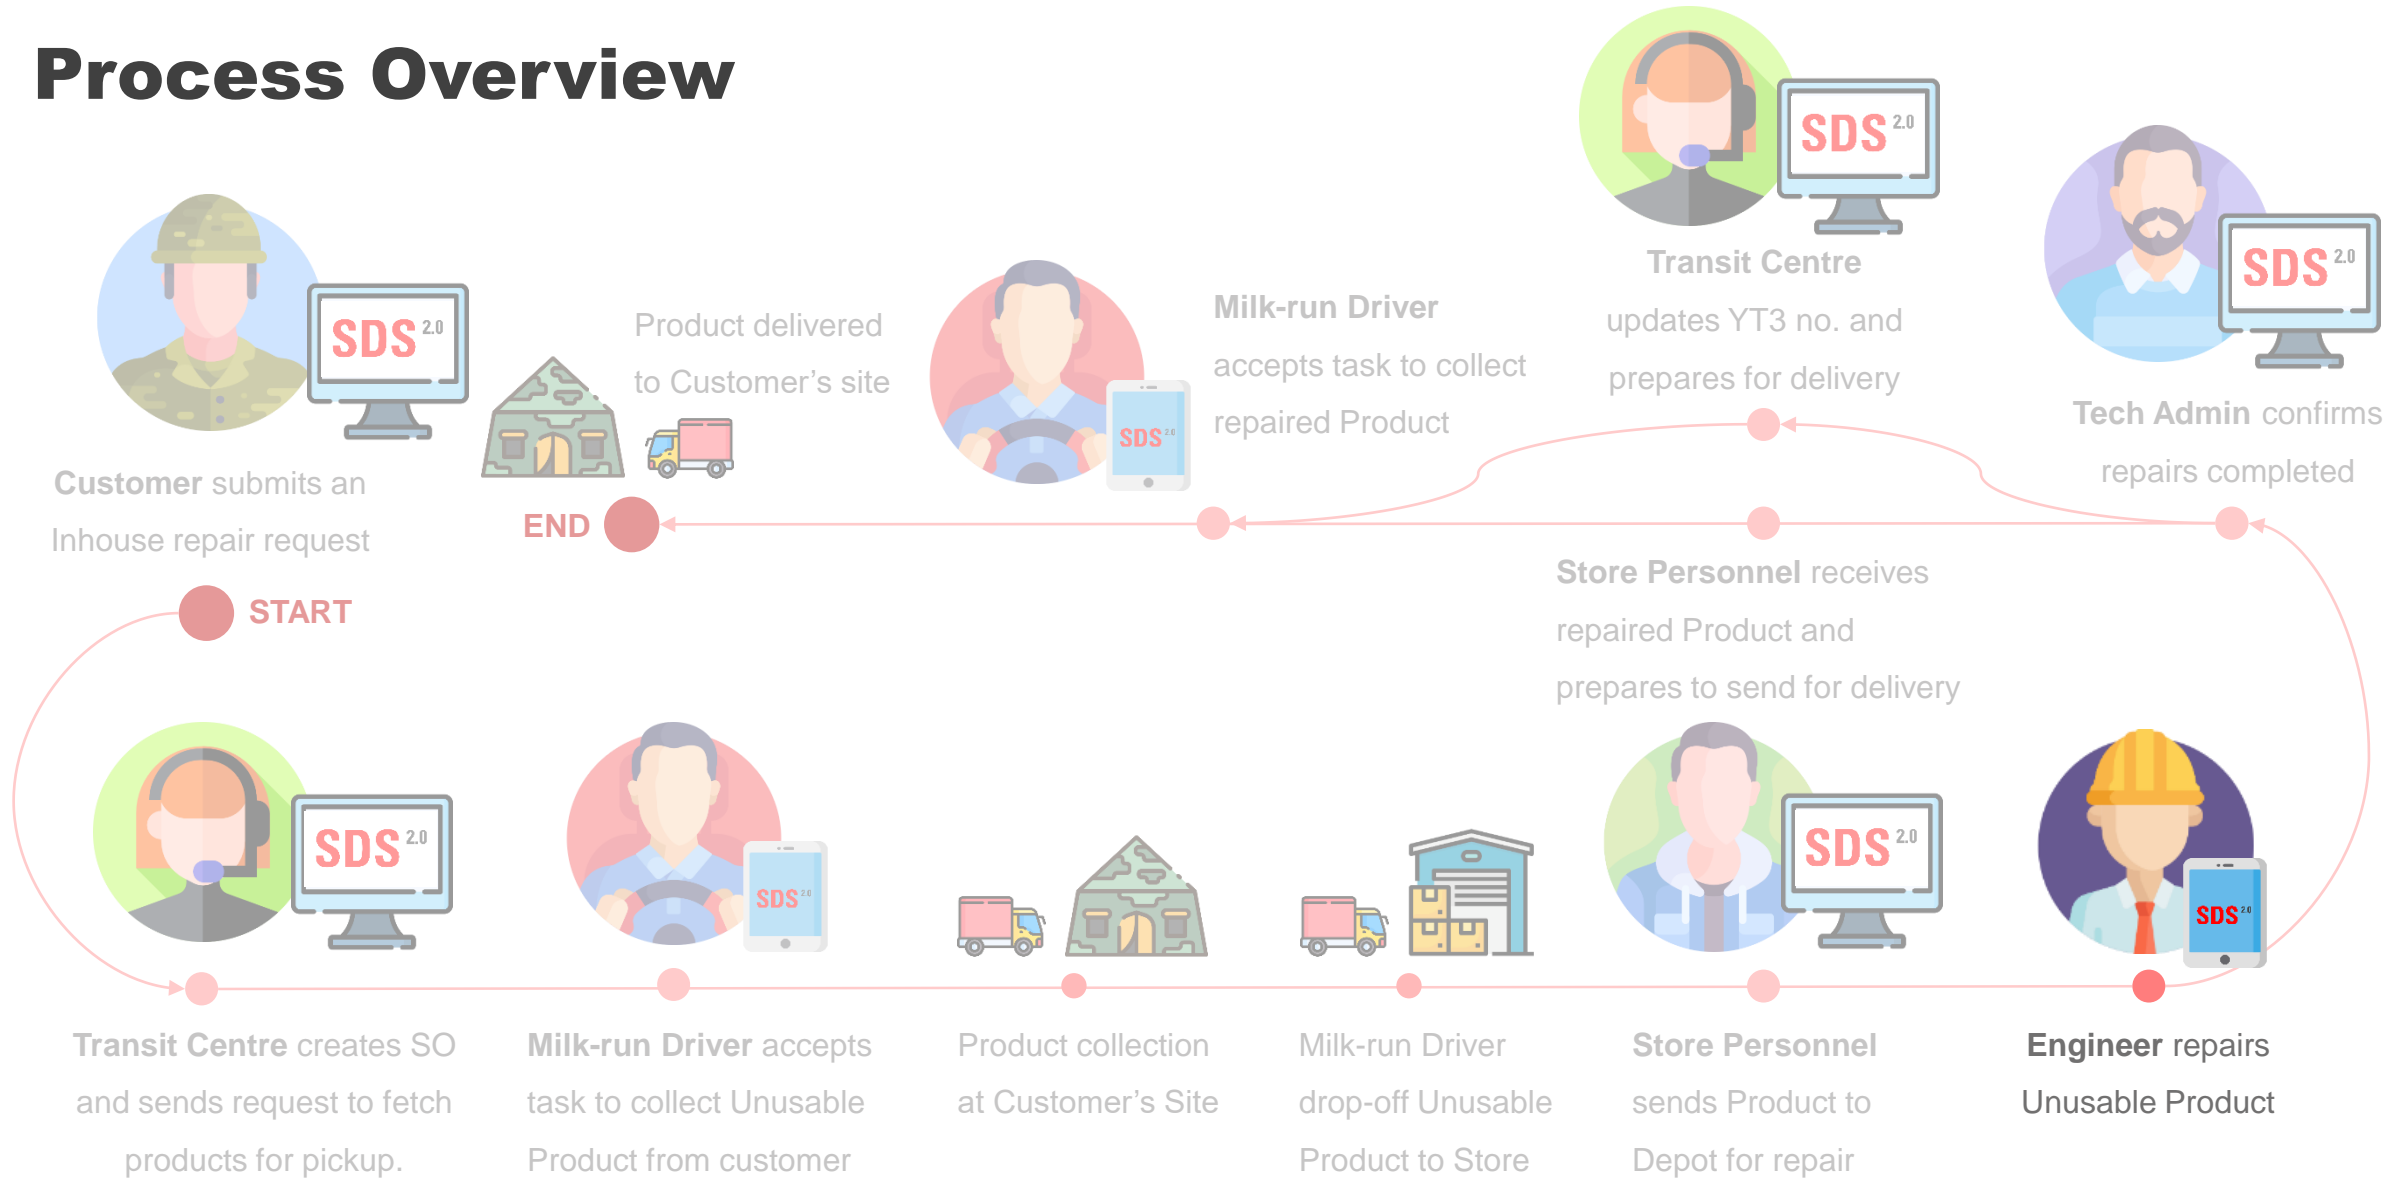 Process Overview
SDS 2.0
Customer submits an
Inhouse repair request
START
SDS 2.0
Transit Centre creates SO
and sends request to fetch
products for pickup.
SDS 2.0
Milk-run Driver accepts
task to collect Unusable
Product from customer
Product collection
at Customer’s Site
Milk-run Driver
drop-off Unusable
Product to Store
SDS 2.0
Store Personnel
sends Product to
Depot for repair
SDS 2.0
Engineer repairs
Unusable Product
SDS 2.0
Tech Admin confirms
repairs completed
SDS 2.0
Transit Centre
updates YT3 no. and
prepares for delivery
Store Personnel receives
repaired Product and
prepares to send for delivery
SDS 2.0
Milk-run Driver
accepts task to collect
repaired Product
Product delivered
to Customer’s site
END